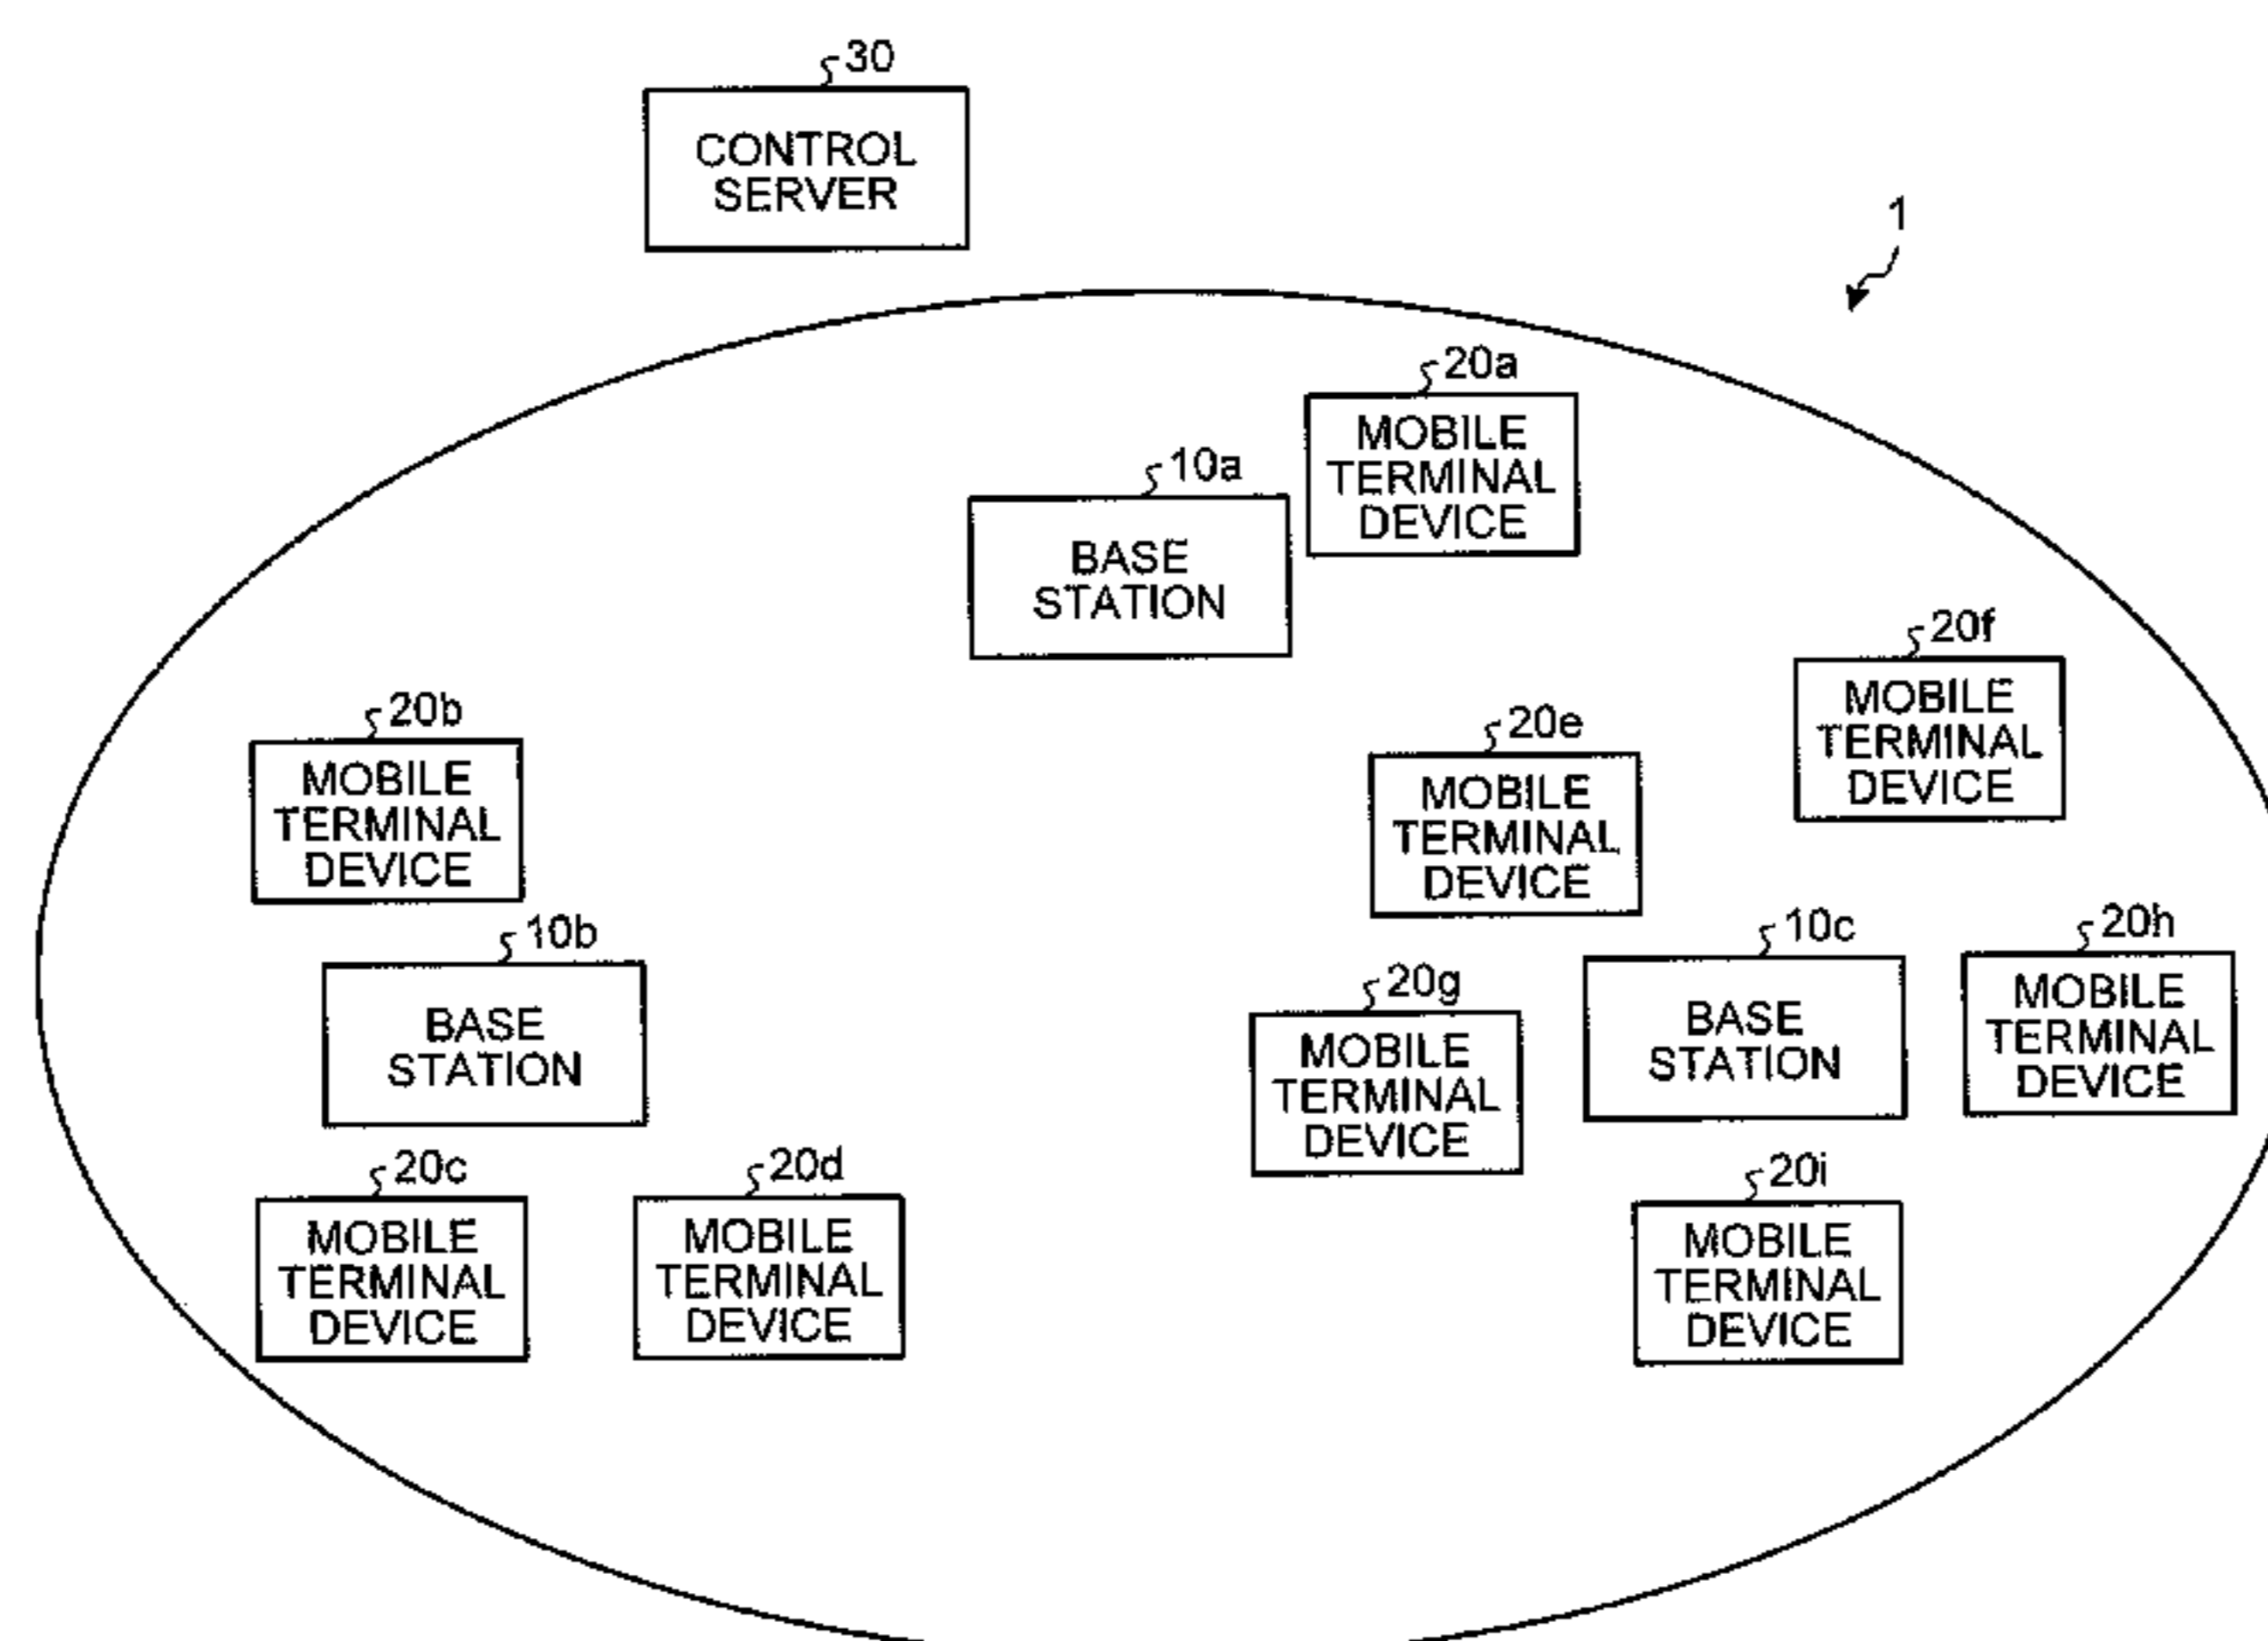 30
CONTROL
SERVER
1
20a
MOBILE
TERMINAL
DEVICE
10a
BASE
STATION
20f
MOBILE
TERMINAL
DEVICE
20b
MOBILE
TERMINAL
DEVICE
20e
MOBILE
TERMINAL
DEVICE
10b
BASE
STATION
10c
BASE
STATION
20h
MOBILE
TERMINAL
DEVICE
20g
MOBILE
TERMINAL
DEVICE
20c
MOBILE
TERMINAL
DEVICE
20d
MOBILE
TERMINAL
DEVICE
20i
MOBILE
TERMINAL
DEVICE